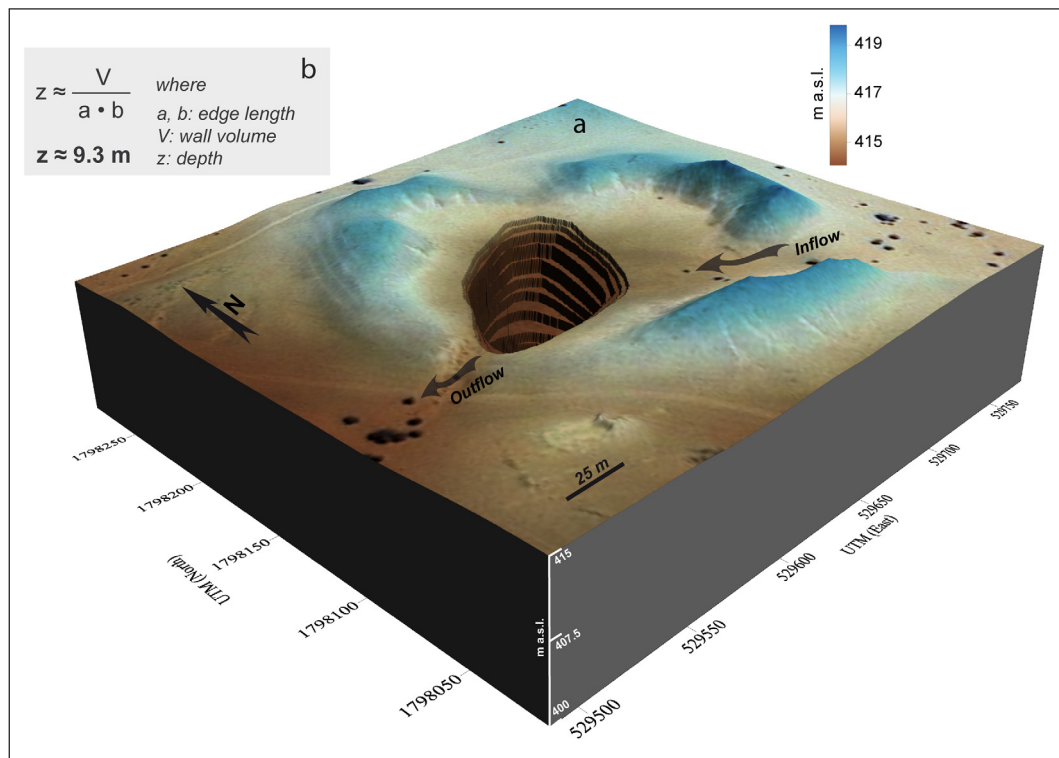 b
z ≈ V / a • b
where
a, b: edge length
V: wall volume
z: depth
z ≈ 9.3 m
m a.s.l.
419
417
415
a
Inflow
N
Outflow
25 m
1798250
1798200
1798150
1798100
1798050
UTM (North)
415
407.5
400
m a.s.l.
529500
529550
529600
529650
529700
529750
UTM (East)